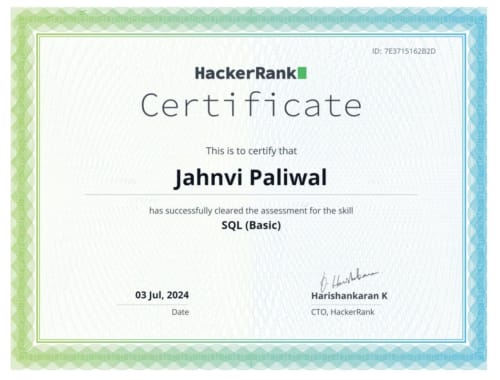 ID: 7E3715162B2D
HackerRank
Certificate
This is to certify that
Jahnvi Paliwal
has successfully cleared the assessment for the skill
SQL (Basic)
03 Jul, 2024
Date
Harishankaran K
CTO, HackerRank